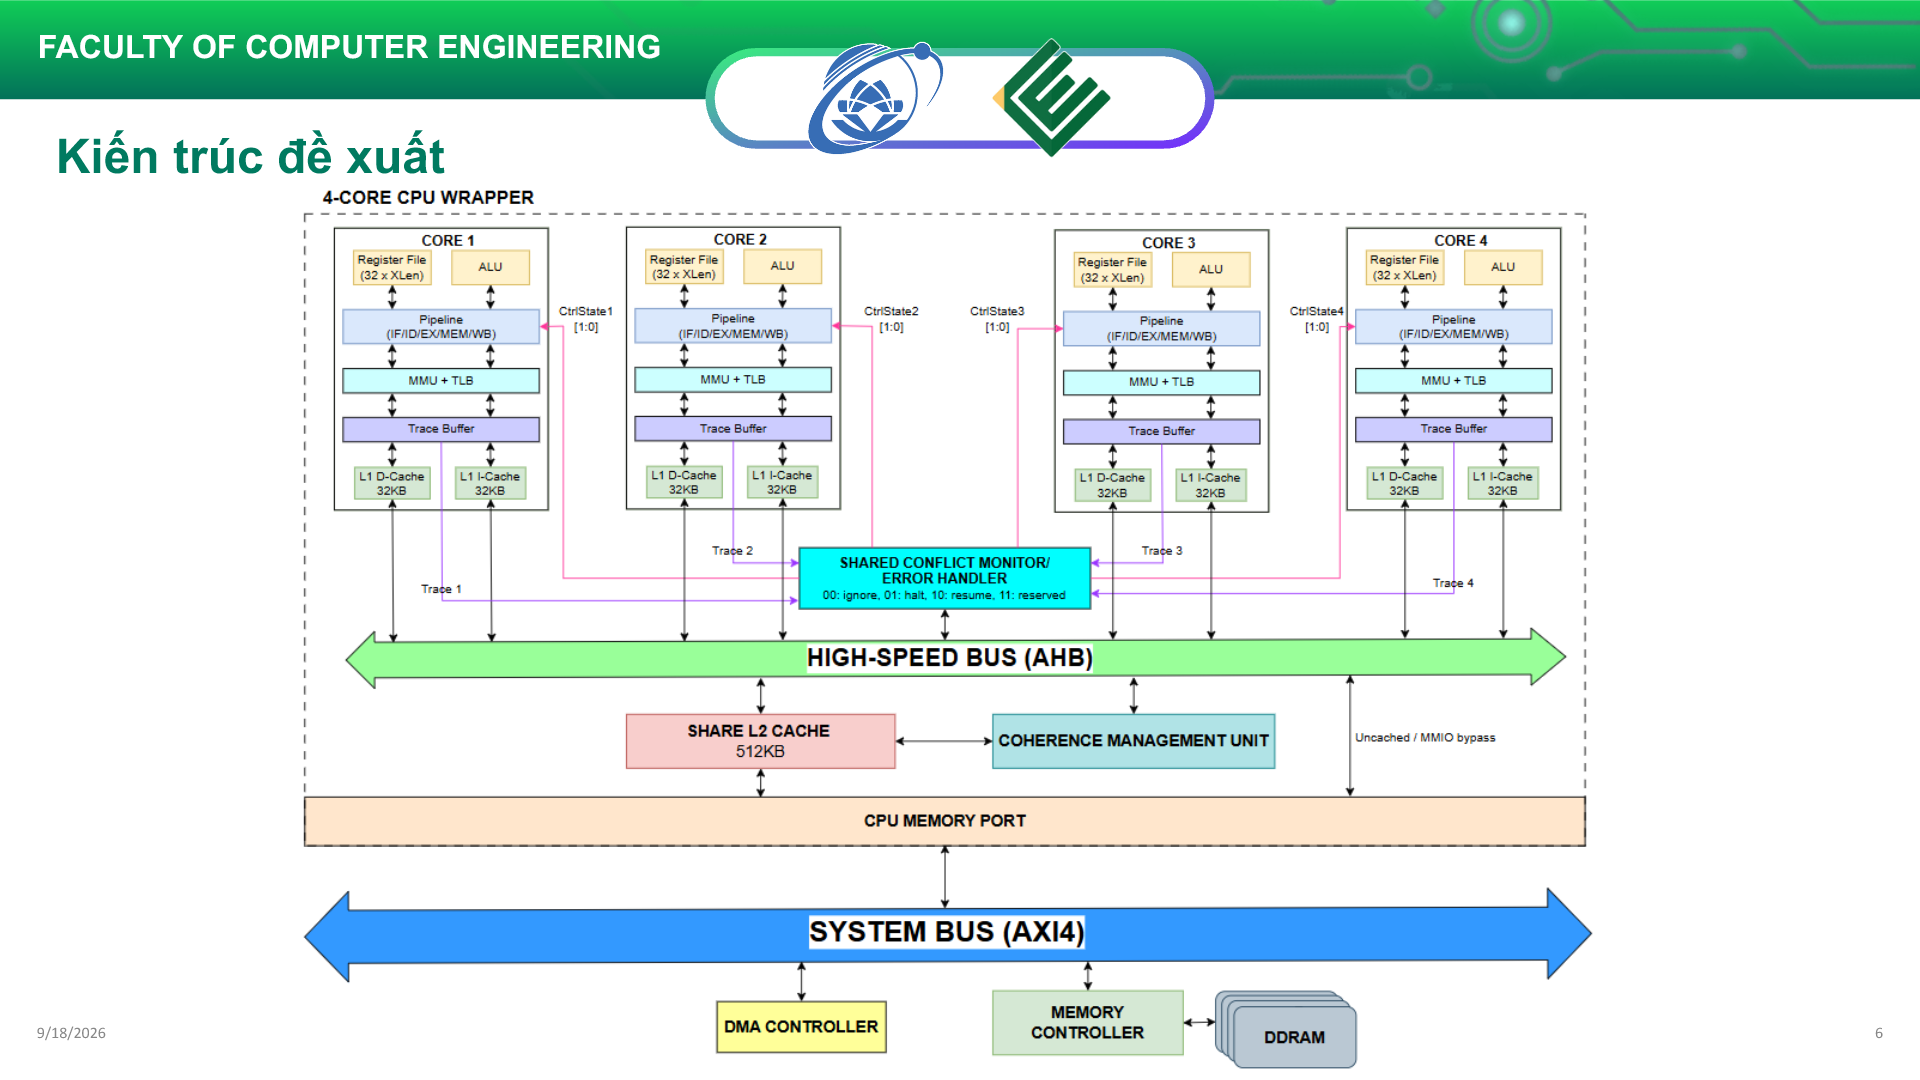 FACULTY OF COMPUTER ENGINEERING
Kiến trúc đề xuất
4-CORE CPU WRAPPER
CORE 1
Register File
(32 x XLen)
ALU
Pipeline
(IF/ID/EX/MEM/WB)
MMU + TLB
Trace Buffer
L1 D-Cache
32KB
L1 I-Cache
32KB
CtrlState1
[1:0]
CORE 2
Register File
(32 x XLen)
ALU
Pipeline
(IF/ID/EX/MEM/WB)
MMU + TLB
Trace Buffer
L1 D-Cache
32KB
L1 I-Cache
32KB
CtrlState2
[1:0]
CtrlState3
[1:0]
CORE 3
Register File
(32 x XLen)
ALU
Pipeline
(IF/ID/EX/MEM/WB)
MMU + TLB
Trace Buffer
L1 D-Cache
32KB
L1 I-Cache
32KB
CtrlState4
[1:0]
CORE 4
Register File
(32 x XLen)
ALU
Pipeline
(IF/ID/EX/MEM/WB)
MMU + TLB
Trace Buffer
L1 D-Cache
32KB
L1 I-Cache
32KB
Trace 1
Trace 2
Trace 3
Trace 4
SHARED CONFLICT MONITOR/
ERROR HANDLER
00: ignore, 01: halt, 10: resume, 11: reserved
HIGH-SPEED BUS (AHB)
SHARE L2 CACHE
512KB
COHERENCE MANAGEMENT UNIT
Uncached / MMIO bypass
CPU MEMORY PORT
SYSTEM BUS (AXI4)
DMA CONTROLLER
MEMORY
CONTROLLER
DDRAM
9/18/2026
6